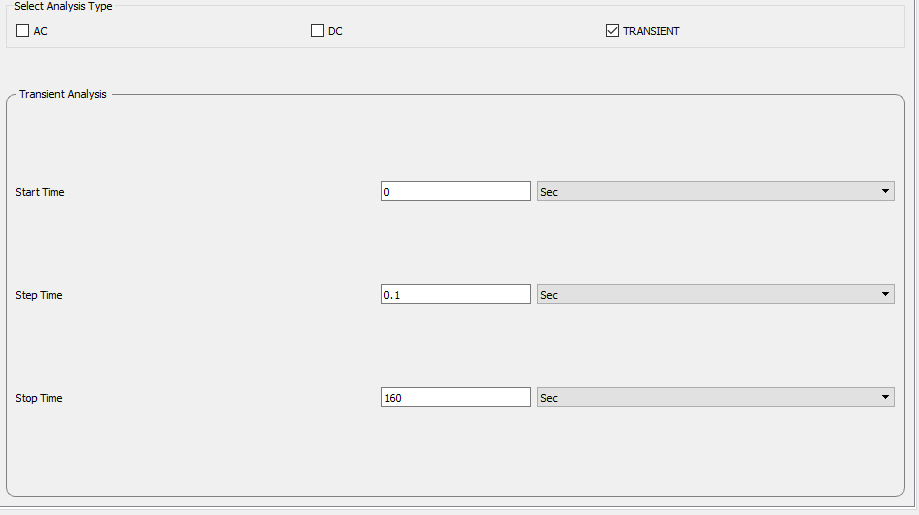 Select Analysis Type
AC DC TRANSIENT
Transient Analysis
Start Time 0 Sec
Step Time 0.1 Sec
Stop Time 160 Sec